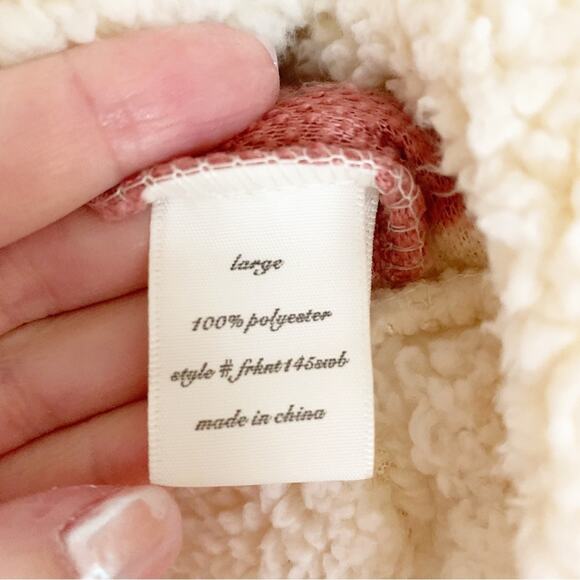 large
100% polyester
style # frknt145swb
made in china